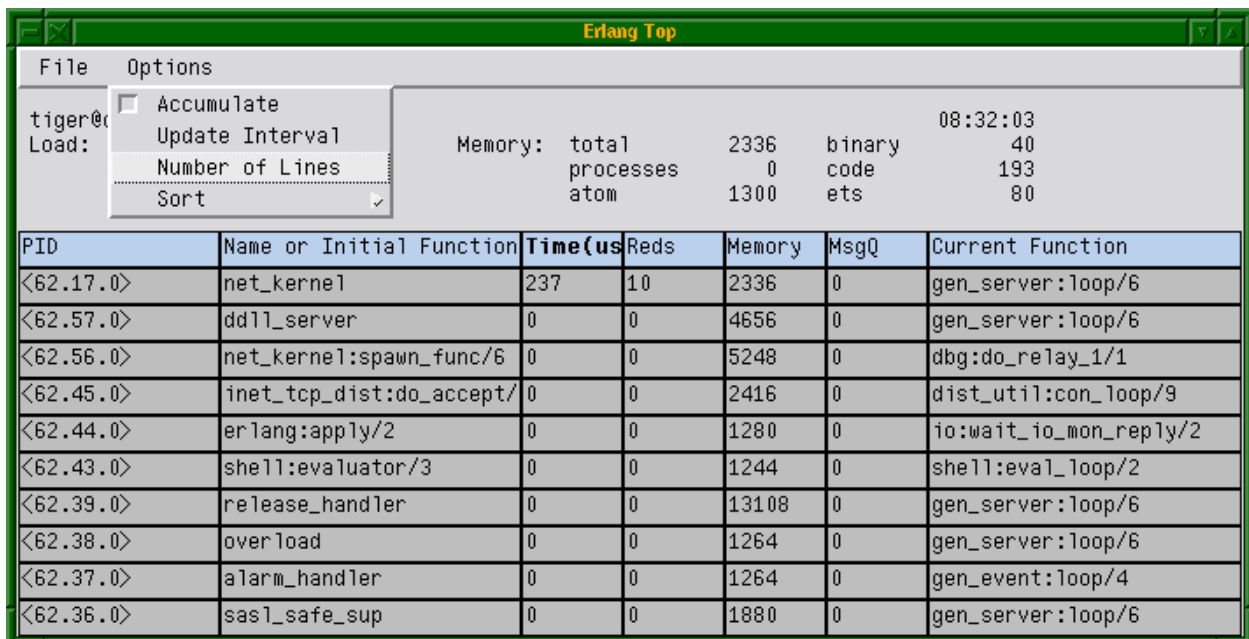 Erlang Top
File Options
Accumulate
Update Interval
Number of Lines
Sort
08:32:03
Load: Memory: total 2336 binary 40
processes 0 code 193
atom 1300 ets 80
PID Name or Initial Function Time(us Reds Memory MsgQ Current Function
<62.17.0> net_kernel 237 10 2336 0 gen_server:loop/6
<62.57.0> ddll_server 0 0 4656 0 gen_server:loop/6
<62.56.0> net_kernel:spawn_func/6 0 0 5248 0 dbg:do_relay_1/1
<62.45.0> inet_tcp_dist:do_accept/ 0 0 2416 0 dist_util:con_loop/9
<62.44.0> erlang:apply/2 0 0 1280 0 io:wait_io_mon_reply/2
<62.43.0> shell:evaluator/3 0 0 1244 0 shell:eval_loop/2
<62.39.0> release_handler 0 0 13108 0 gen_server:loop/6
<62.38.0> overload 0 0 1264 0 gen_server:loop/6
<62.37.0> alarm_handler 0 0 1264 0 gen_event:loop/4
<62.36.0> sasl_safe_sup 0 0 1880 0 gen_server:loop/6